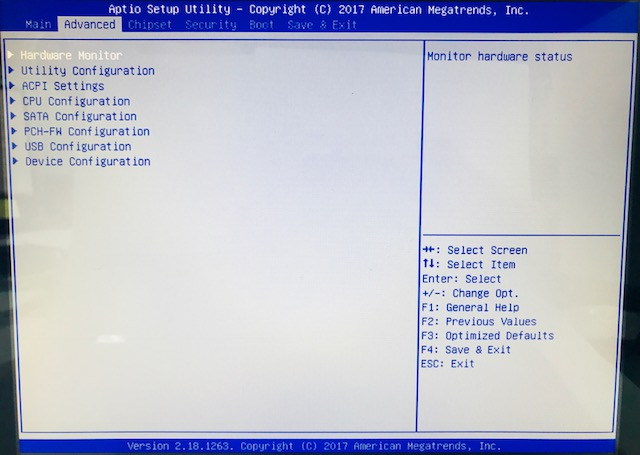 Aptio Setup Utility – Copyright (C) 2017 American Megatrends, Inc.
Main Advanced Chipset Security Boot Save & Exit
Hardware Monitor
Utility Configuration
ACPI Settings
CPU Configuration
SATA Configuration
PCH-FW Configuration
USB Configuration
Device Configuration
Monitor hardware status
→←: Select Screen
↑↓: Select Item
Enter: Select
+/-: Change Opt.
F1: General Help
F2: Previous Values
F3: Optimized Defaults
F4: Save & Exit
ESC: Exit
Version 2.18.1263. Copyright (C) 2017 American Megatrends, Inc.